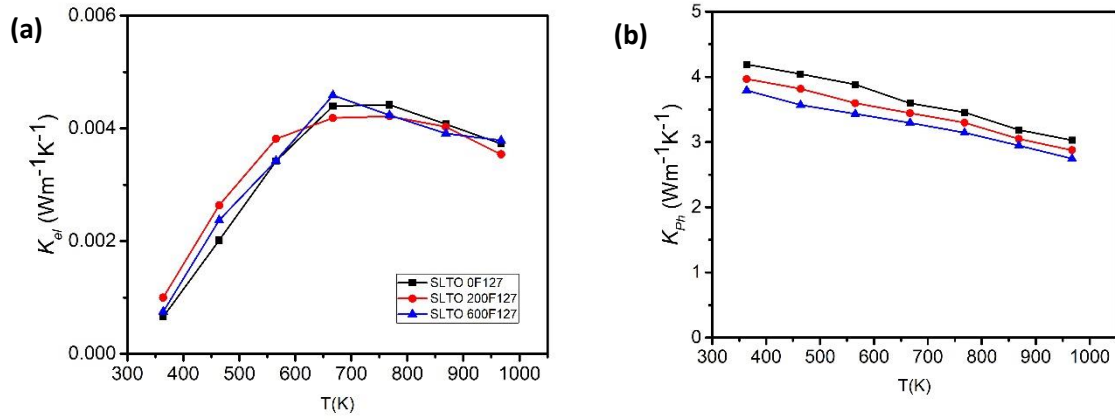 (a)
0.006
0.004
0.002
0.000
K_el (Wm⁻¹K⁻¹)
300 400 500 600 700 800 900 1000
T(K)
SLTO 0F127
SLTO 200F127
SLTO 600F127
(b)
5
4
3
2
1
0
K_Ph (Wm⁻¹K⁻¹)
300 400 500 600 700 800 900 1000
T(K)